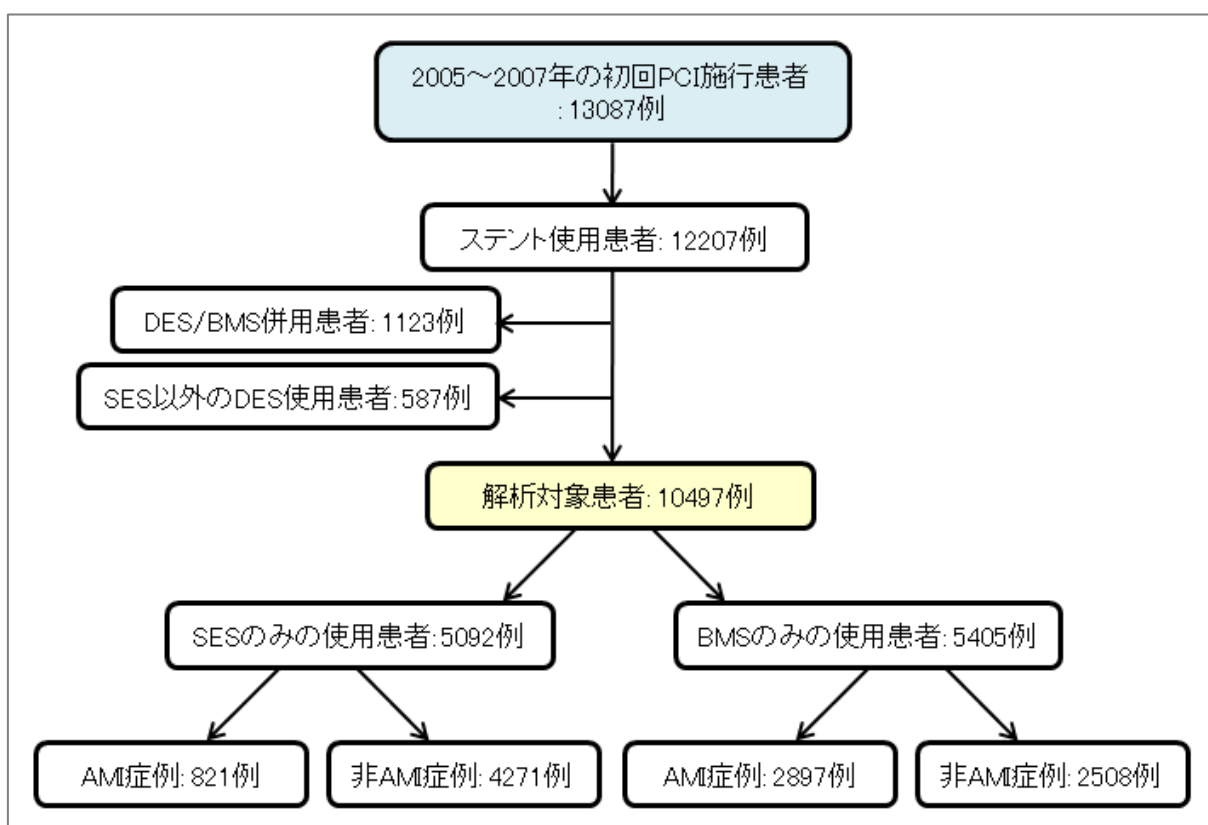 2005～2007年の初回PCI施行患者
: 13087例
ステント使用患者: 12207例
DES/BMS併用患者: 1123例
SES以外のDES使用患者:587例
解析対象患者: 10497例
SESのみの使用患者:5092例
BMSのみの使用患者: 5405例
AMI症例: 821例
非AMI症例: 4271例
AMI症例: 2897例
非AMI症例: 2508例